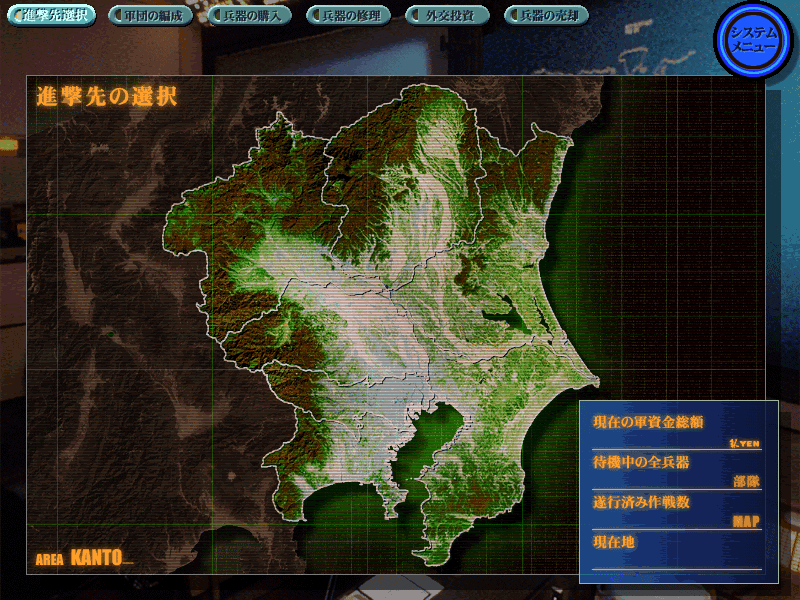 進撃先選択
軍団の編成
兵器の購入
兵器の修理
外交投資
兵器の売却
システム
メニュー
進撃先の選択
現在の軍資金総額
YEN
待機中の全兵器
部隊
遂行済み作戦数
MAP
現在地
AREA KANTO